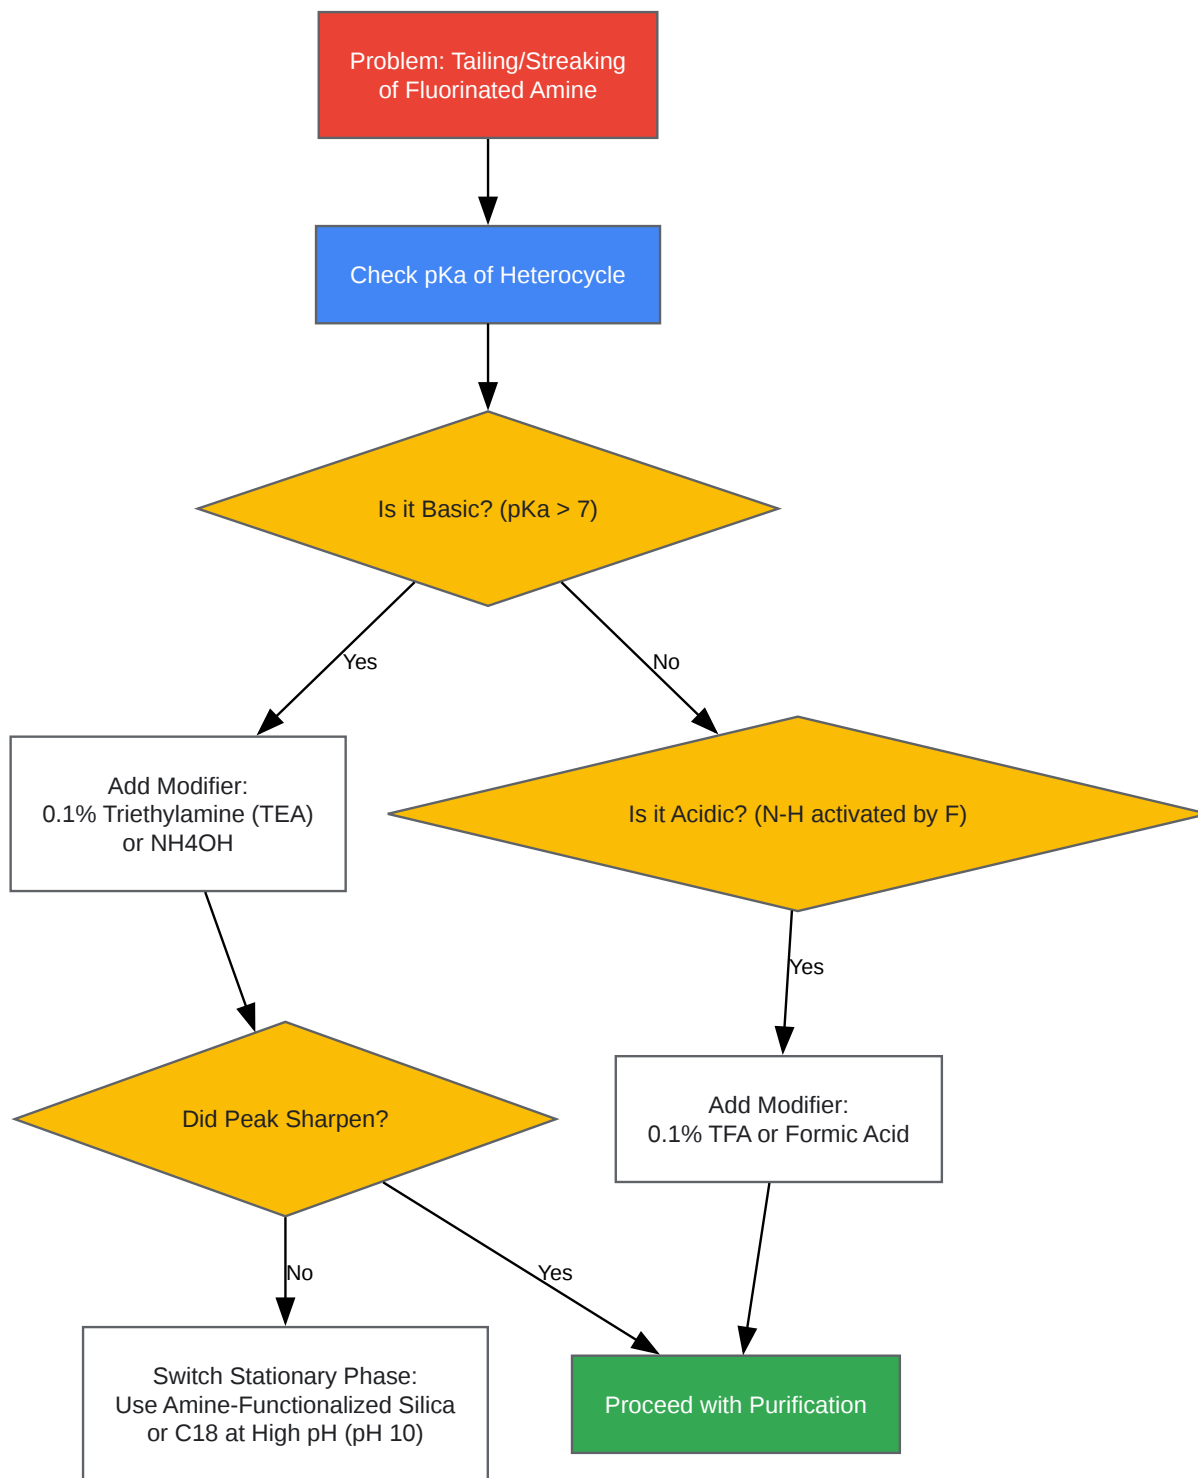 Problem: Tailing/Streaking
of Fluorinated Amine
Check pKa of Heterocycle
Is it Basic? (pKa > 7)
Yes
No
Add Modifier:
0.1% Triethylamine (TEA)
or NH4OH
Is it Acidic? (N-H activated by F)
Yes
Did Peak Sharpen?
Add Modifier:
0.1% TFA or Formic Acid
No
Yes
Switch Stationary Phase:
Use Amine-Functionalized Silica
or C18 at High pH (pH 10)
Proceed with Purification